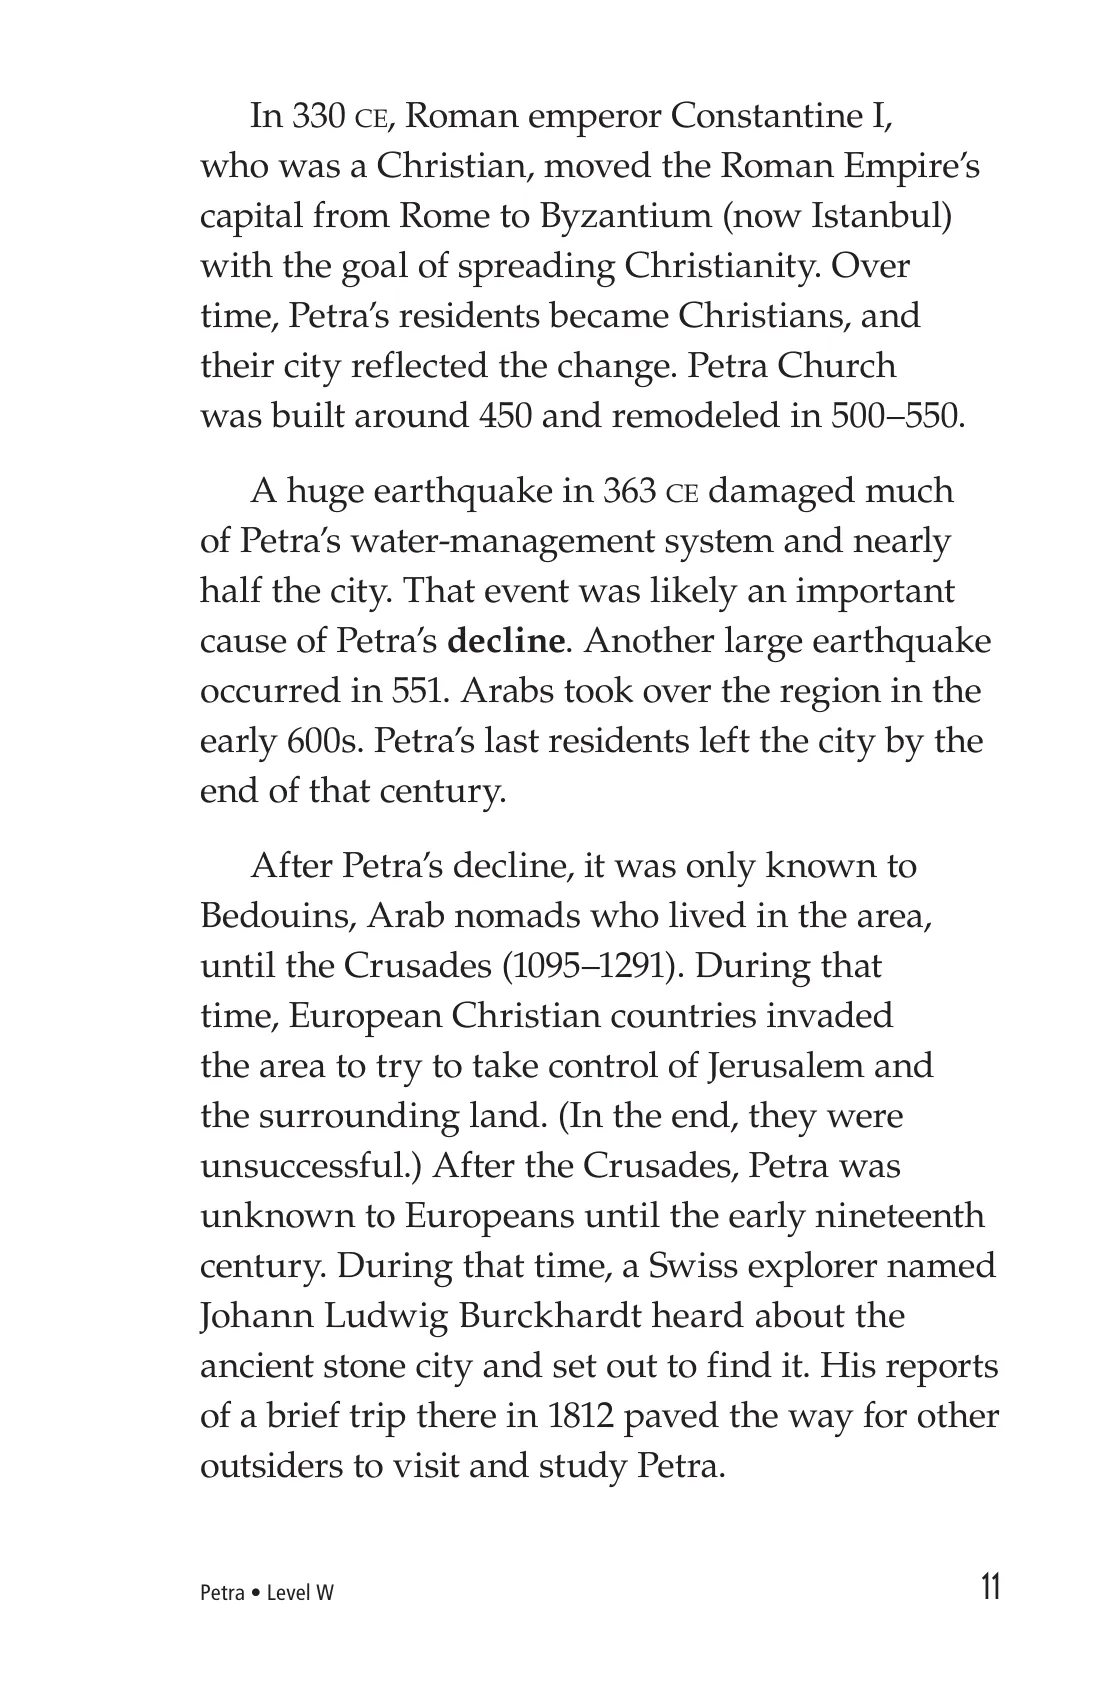 In 330 CE, Roman emperor Constantine I,
who was a Christian, moved the Roman Empire’s
capital from Rome to Byzantium (now Istanbul)
with the goal of spreading Christianity. Over
time, Petra’s residents became Christians, and
their city reflected the change. Petra Church
was built around 450 and remodeled in 500–550.
A huge earthquake in 363 CE damaged much
of Petra’s water-management system and nearly
half the city. That event was likely an important
cause of Petra’s decline. Another large earthquake
occurred in 551. Arabs took over the region in the
early 600s. Petra’s last residents left the city by the
end of that century.
After Petra’s decline, it was only known to
Bedouins, Arab nomads who lived in the area,
until the Crusades (1095–1291). During that
time, European Christian countries invaded
the area to try to take control of Jerusalem and
the surrounding land. (In the end, they were
unsuccessful.) After the Crusades, Petra was
unknown to Europeans until the early nineteenth
century. During that time, a Swiss explorer named
Johann Ludwig Burckhardt heard about the
ancient stone city and set out to find it. His reports
of a brief trip there in 1812 paved the way for other
outsiders to visit and study Petra.
Petra • Level W 11